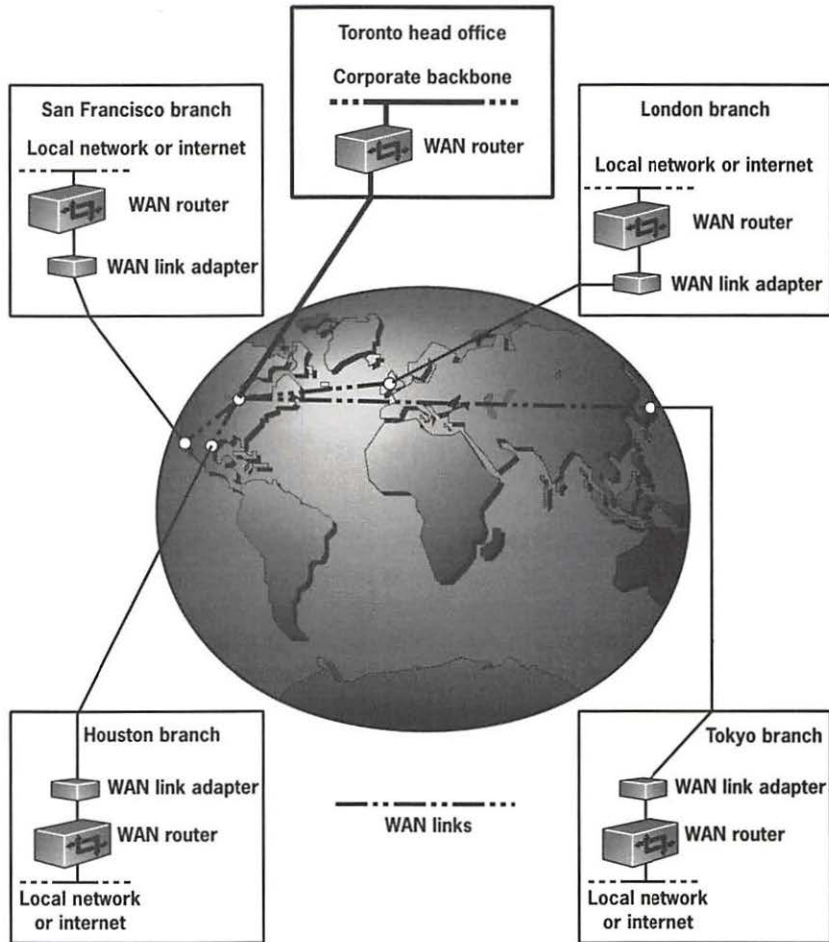 Toronto head office
Corporate backbone
WAN router
San Francisco branch
Local network or internet
WAN router
WAN link adapter
London branch
Local network or internet
WAN router
WAN link adapter
Houston branch
WAN link adapter
WAN router
Local network
or internet
WAN links
Tokyo branch
WAN link adapter
WAN router
Local network
or internet